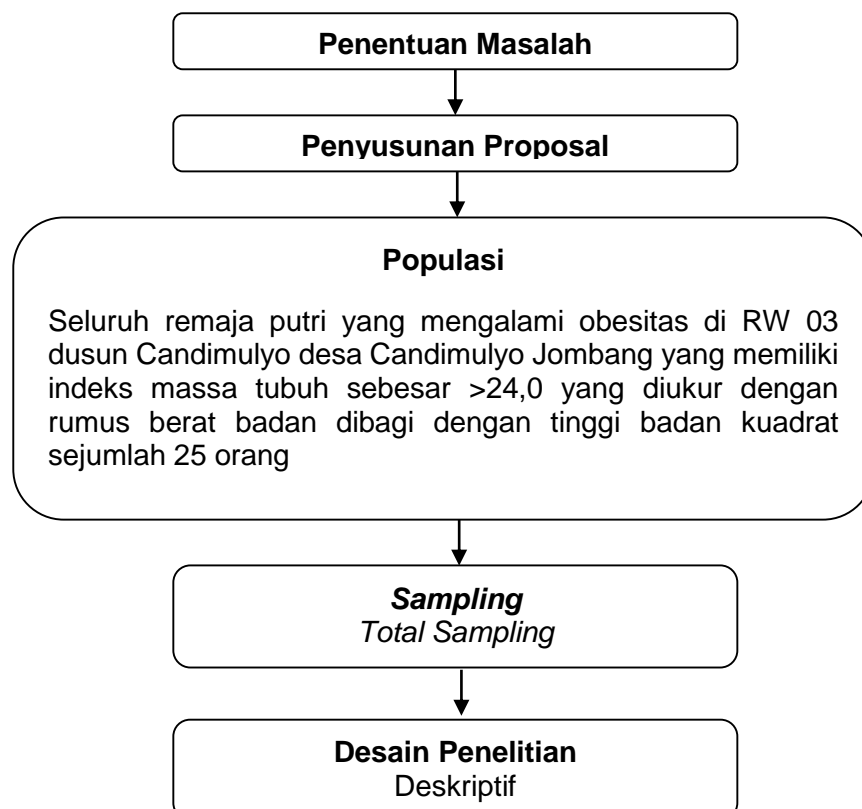 Penentuan Masalah
Penyusunan Proposal
Populasi
Seluruh remaja putri yang mengalami obesitas di RW 03
dusun Candimulyo desa Candimulyo Jombang yang memiliki
indeks massa tubuh sebesar >24,0 yang diukur dengan
rumus berat badan dibagi dengan tinggi badan kuadrat
sejumlah 25 orang
Sampling
Total Sampling
Desain Penelitian
Deskriptif